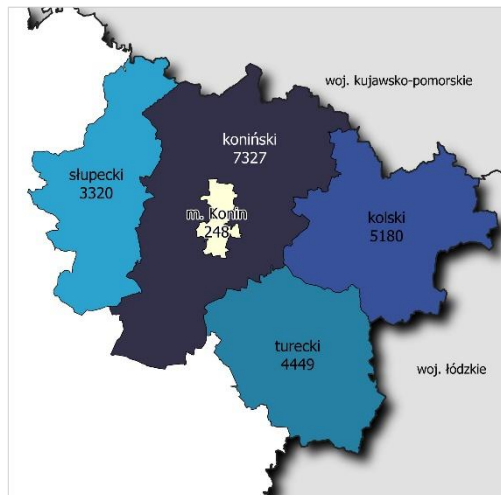 woj. kujawsko-pomorskie
koniński
7327
słupecki
3320
m. Konin
248
kolski
5180
turecki
4449
woj. łódzkie